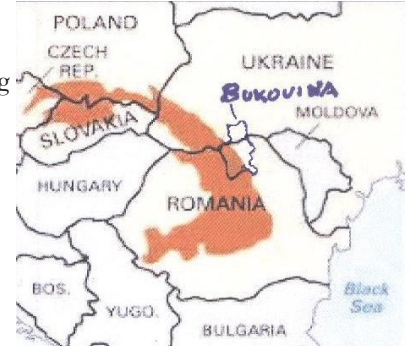 POLAND
CZECH
REP.
UKRAINE
g
BUKOVINA
SLOVAKIA
MOLDOVA
HUNGARY
ROMANIA
BOS.
YUGO.
Black
Sea
BULGARIA